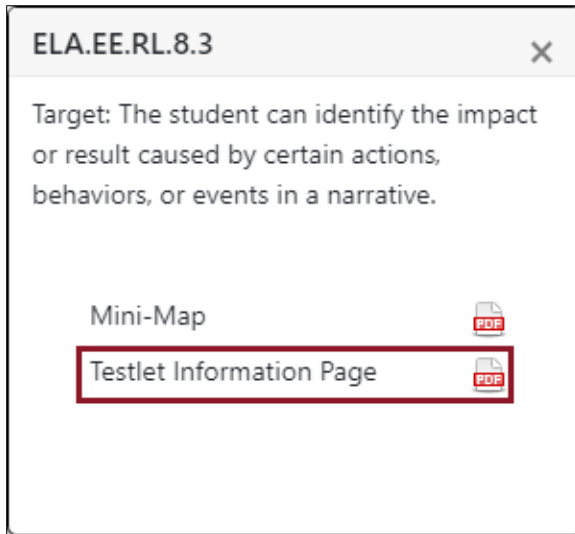 ELA.EE.RL.8.3
Target: The student can identify the impact
or result caused by certain actions,
behaviors, or events in a narrative.
Mini-Map PDF
Testlet Information Page PDF